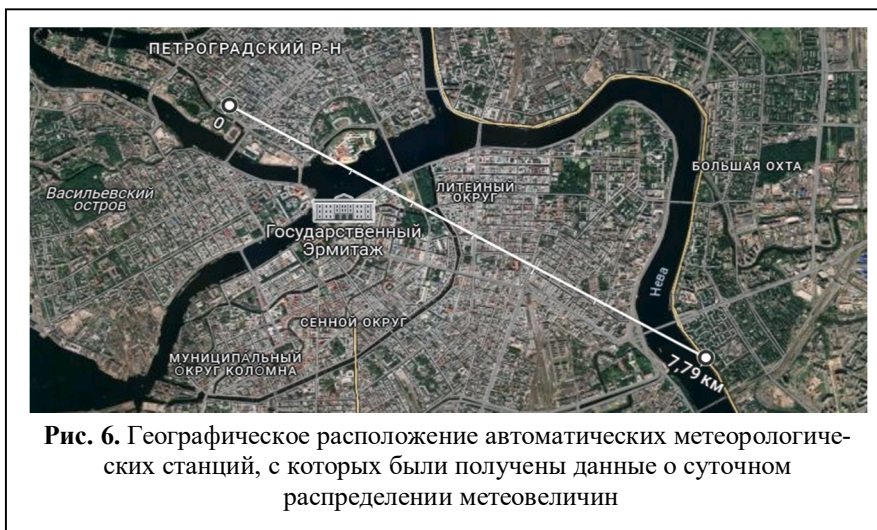 ПЕТРОГРАДСКИЙ Р-Н
0
БОЛЬШАЯ ОХТА
Васильевский
остров
ЛИТЕЙНЫЙ
ОКРУГ
Государственный
Эрмитаж
Нева
СЕННОЙ ОКРУГ
МУНИЦИПАЛЬНЫЙ
ОКРУГ КОЛОМНА
7,79 км
Рис. 6. Географическое расположение автоматических метеорологиче-
ских станций, с которых были получены данные о суточном
распределении метеовеличин